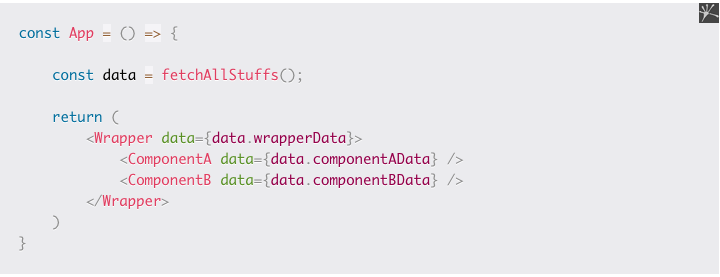 const App = () => {
const data = fetchAllStuffs();
return (
<Wrapper data={data.wrapperData}>
<ComponentA data={data.componentAData} />
<ComponentB data={data.componentBData} />
</Wrapper>
)
}